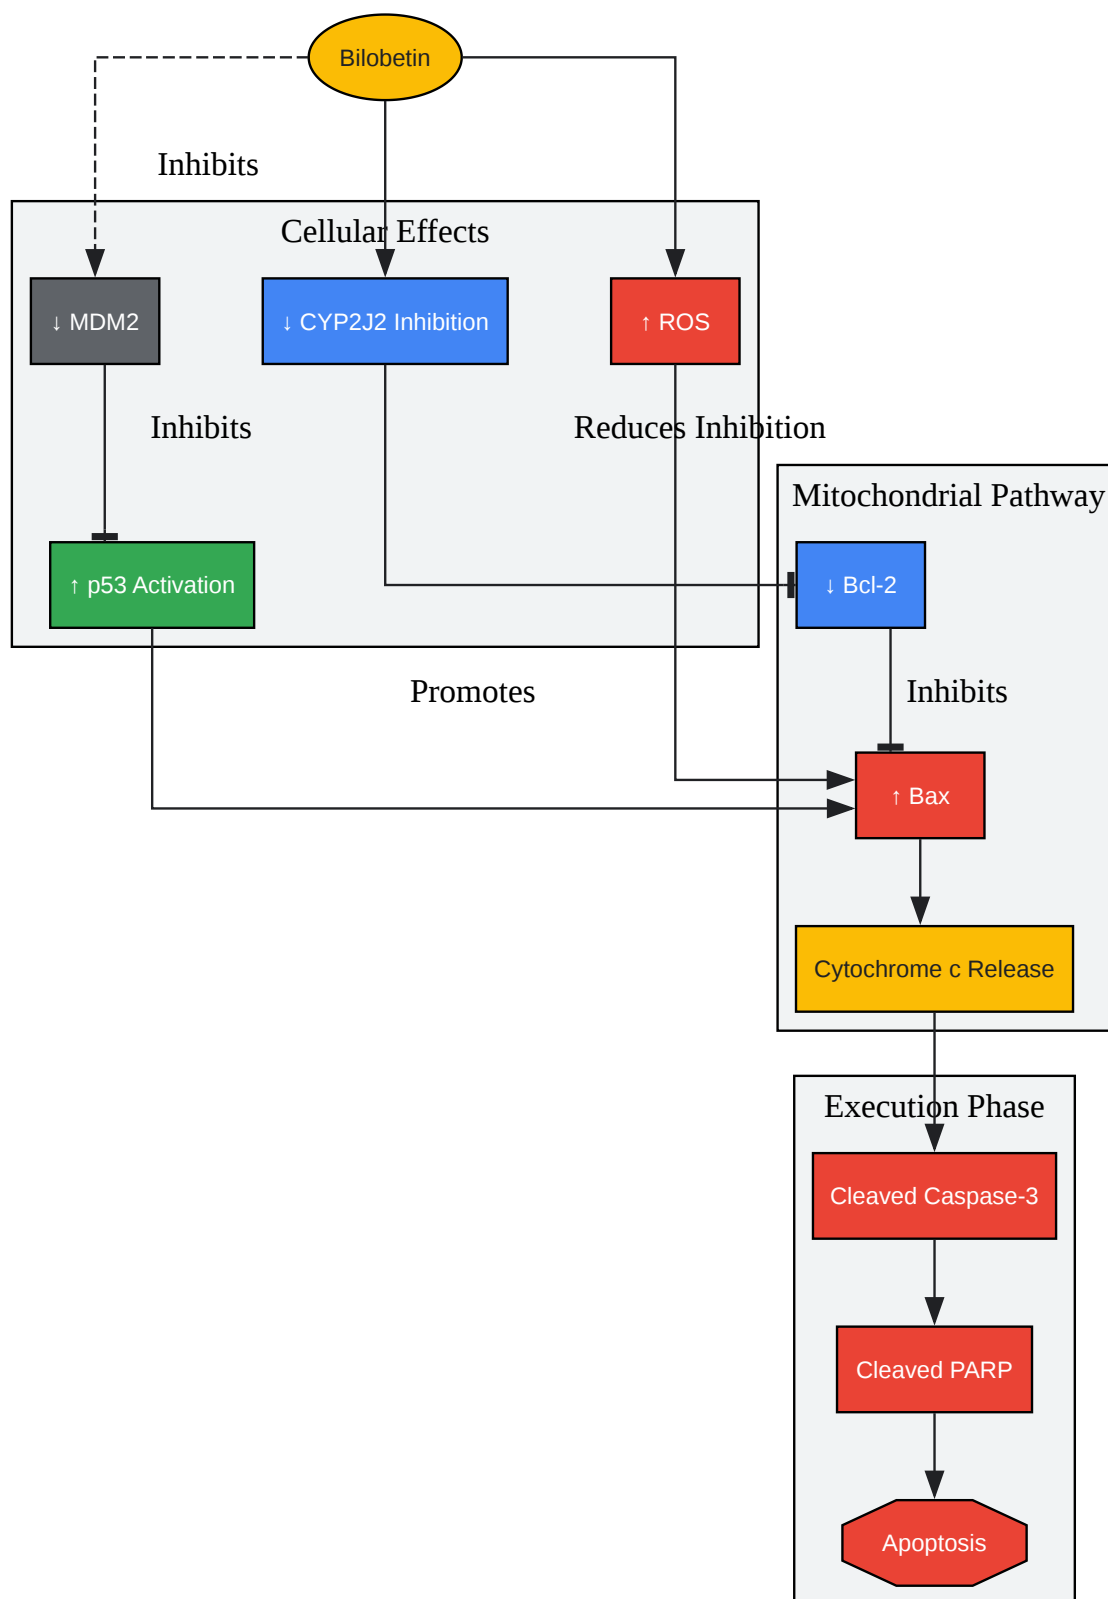 Bilobetin
Inhibits
Cellular Effects
↓ MDM2
↓ CYP2J2 Inhibition
↑ ROS
Inhibits
Reduces Inhibition
Mitochondrial Pathway
↑ p53 Activation
↓ Bcl-2
Promotes
Inhibits
↑ Bax
Cytochrome c Release
Execution Phase
Cleaved Caspase-3
Cleaved PARP
Apoptosis